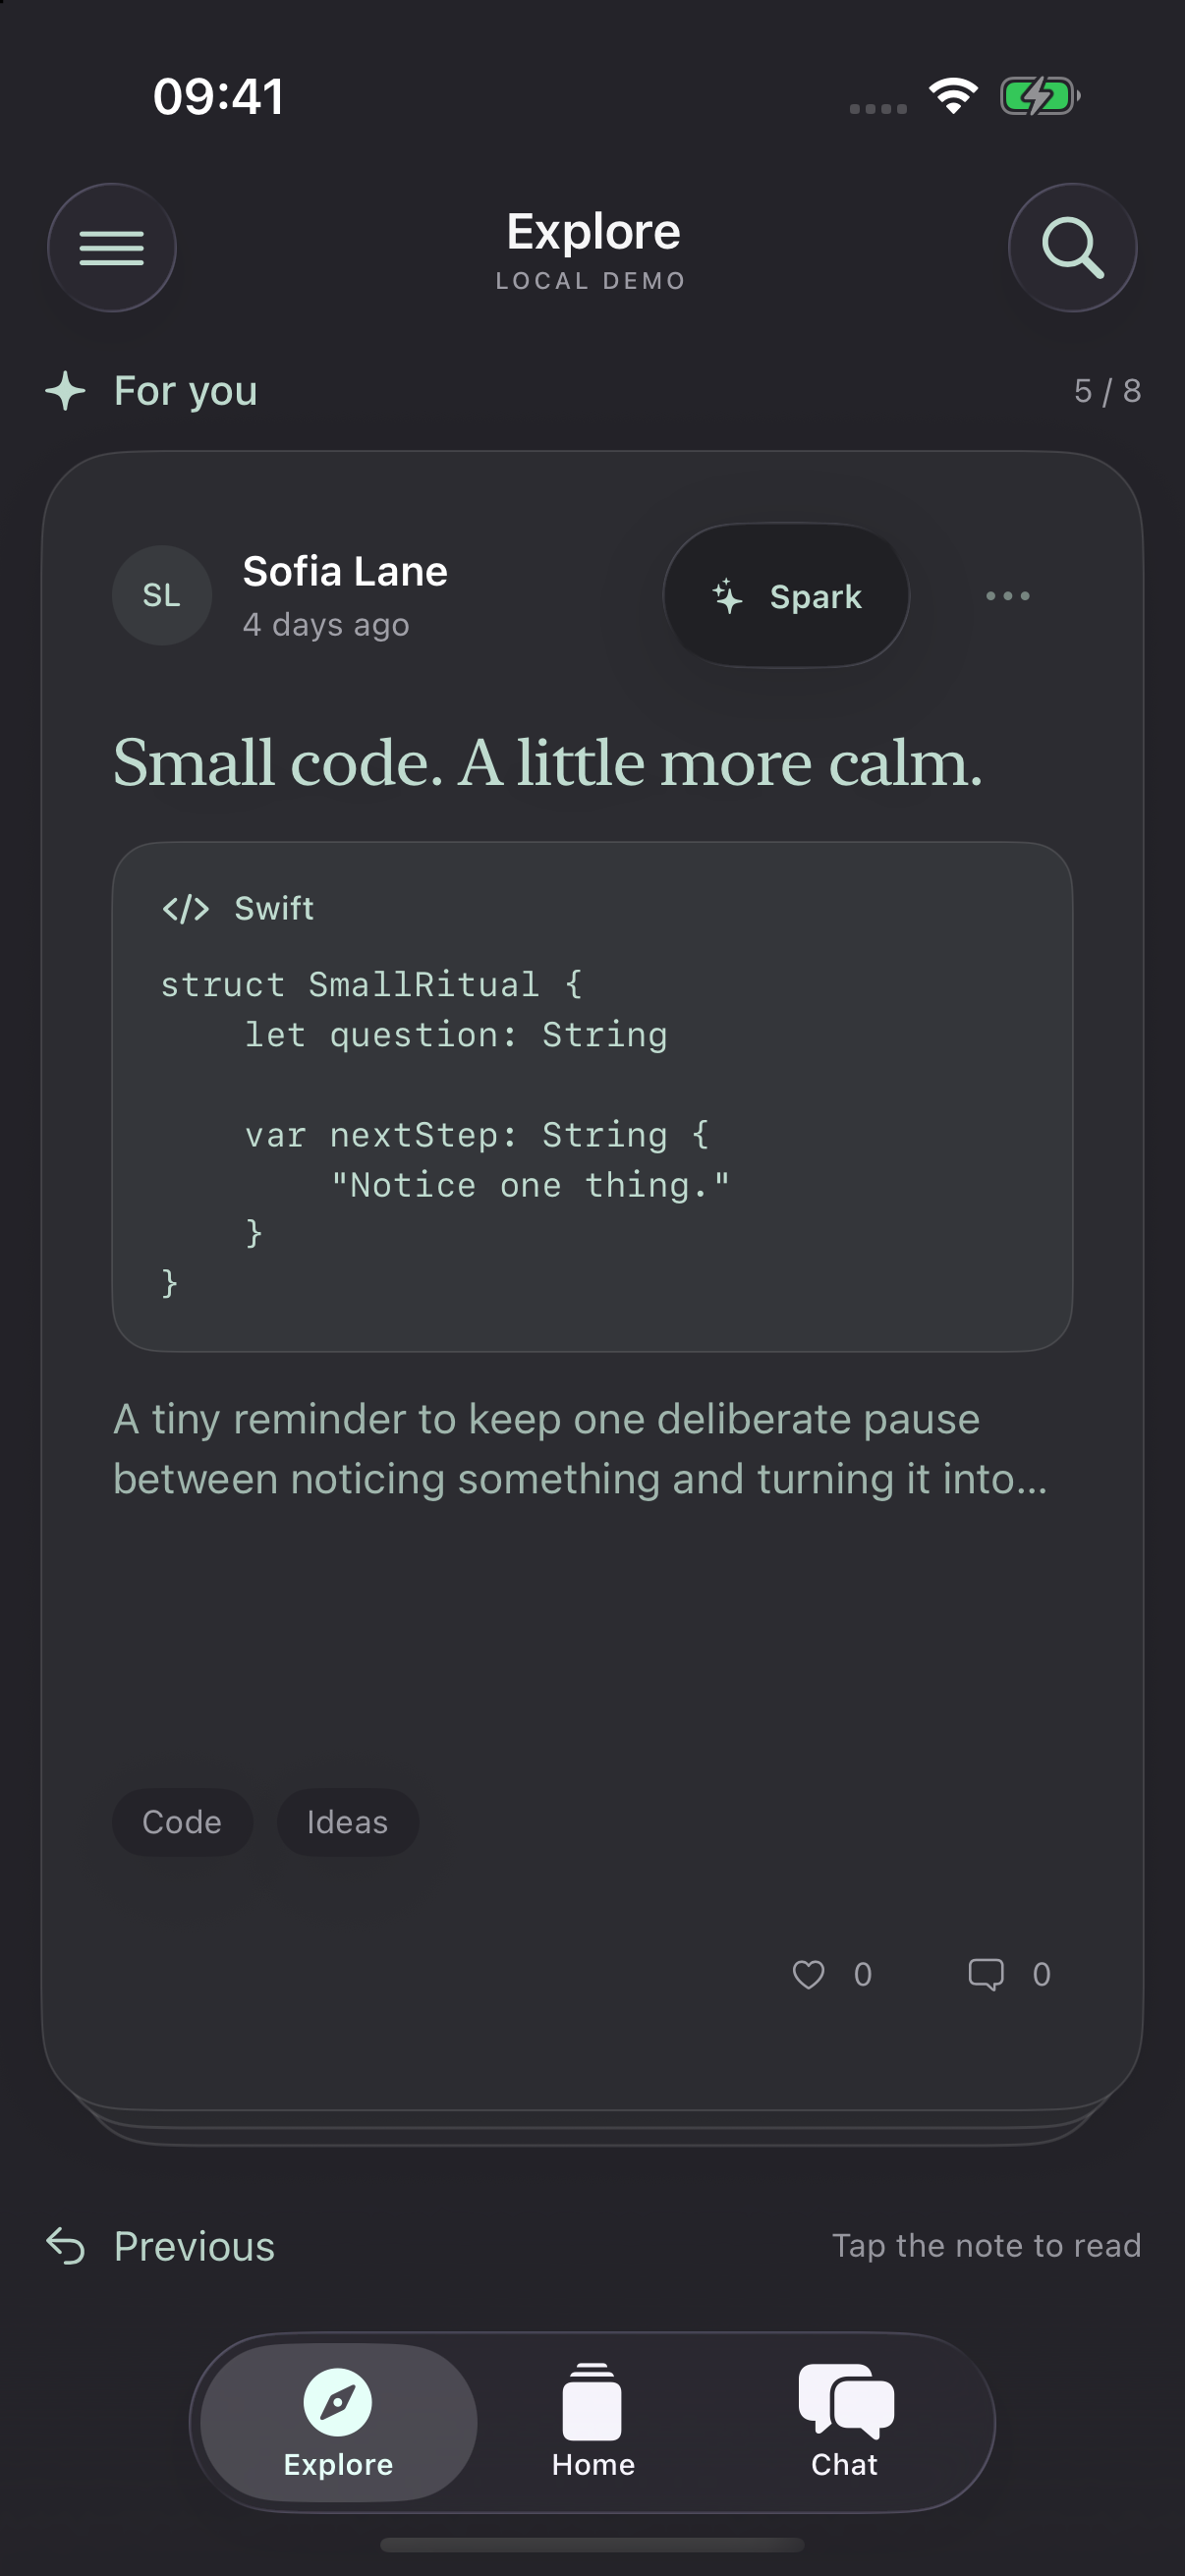 09:41
Explore
LOCAL DEMO
For you
5 / 8
SL
Sofia Lane
4 days ago
Spark
Small code. A little more calm.
</> Swift
struct SmallRitual {
    let question: String

    var nextStep: String {
        "Notice one thing."
    }
}
A tiny reminder to keep one deliberate pause
between noticing something and turning it into...
Code
Ideas
0
0
Previous
Tap the note to read
Explore
Home
Chat